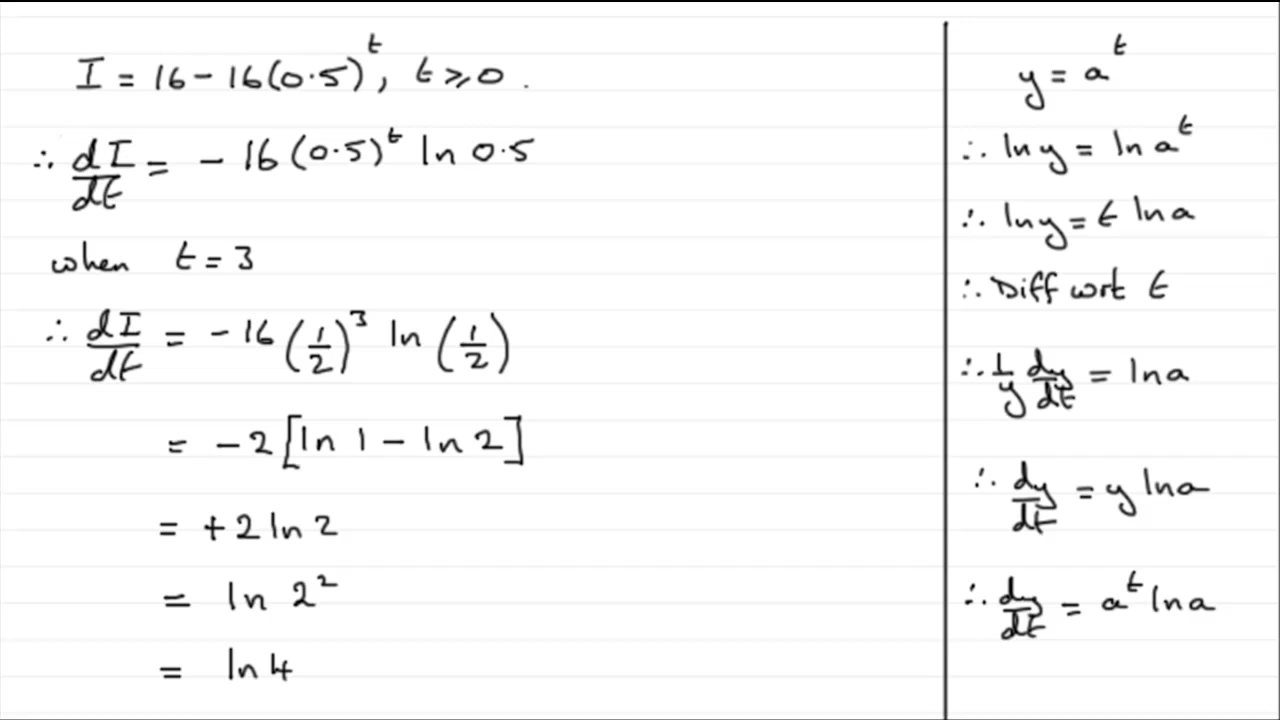 I = 16 - 16(0.5)^t, t ≥ 0.
∴ dI/dt = - 16(0.5)^t ln 0.5
when t = 3
∴ dI/dt = - 16 (1/2)^3 ln (1/2)
= - 2 [ln 1 - ln 2]
= + 2 ln 2
= ln 2^2
= ln 4
y = a^t
∴ ln y = ln a^t
∴ ln y = t ln a
∴ Diff wrt t
∴ 1/y dy/dt = ln a
∴ dy/dt = y ln a
∴ dy/dt = a^t ln a